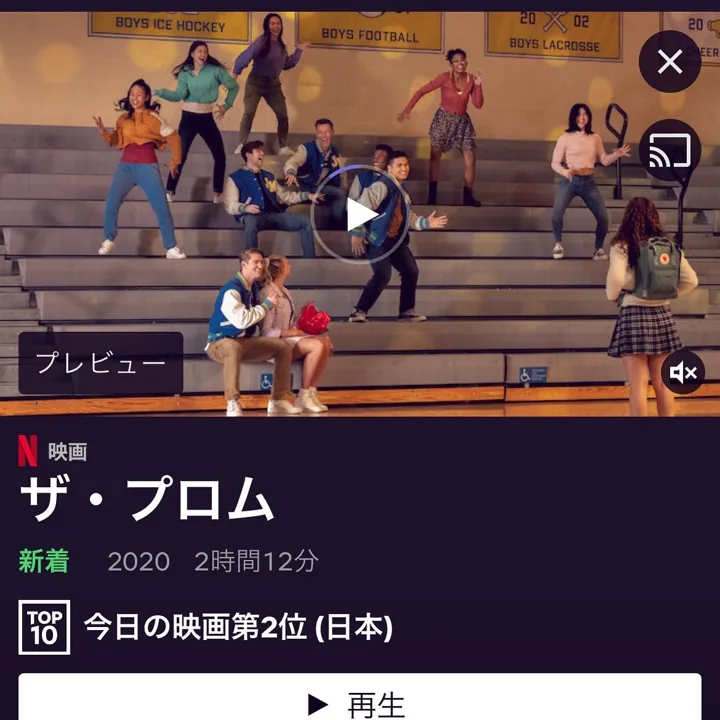 BOYS ICE HOCKEY
BOYS FOOTBALL
20 02
BOYS LACROSSE
20
プレビュー
N 映画
ザ・プロム
新着 2020 2時間12分
TOP
10
今日の映画第2位 (日本)
再生